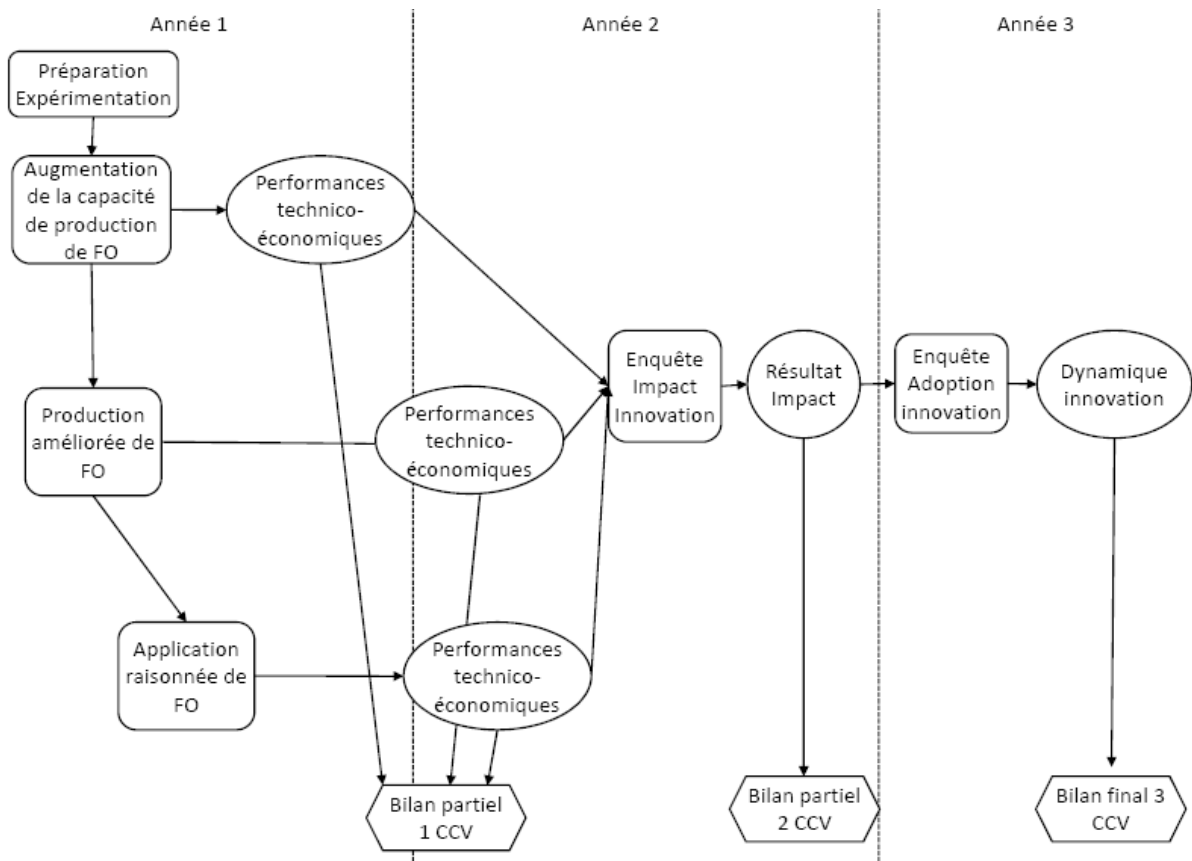 Année 1
Année 2
Année 3
Préparation
Expérimentation
Augmentation
de la capacité
de production
de FO
Performances
technico-
économiques
Enquête
Impact
Innovation
Résultat
Impact
Enquête
Adoption
innovation
Dynamique
innovation
Production
améliorée de
FO
Performances
technico-
économiques
Application
raisonnée de
FO
Performances
technico-
économiques
Bilan partiel
1 CCV
Bilan partiel
2 CCV
Bilan final 3
CCV